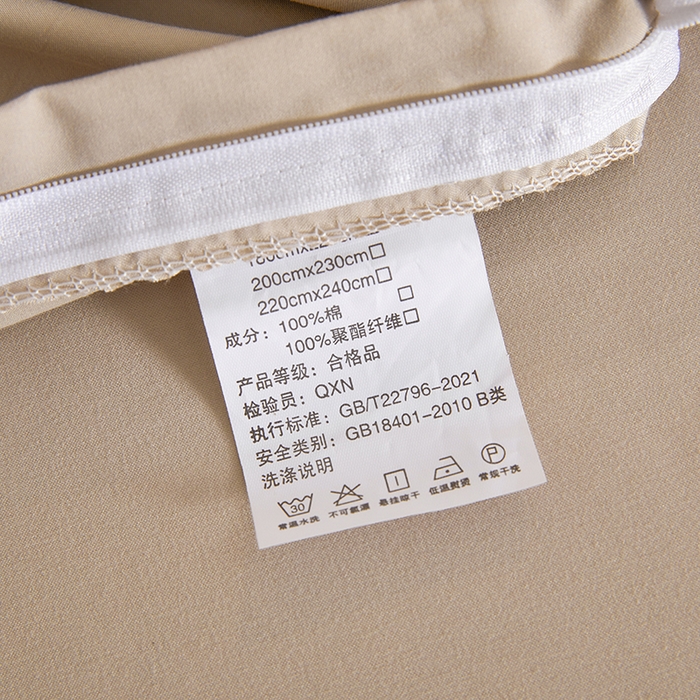 200cmx230cm□
220cmx240cm□
成分：100%棉 □
100%聚酯纤维□
产品等级：合格品
检验员：QXN
执行标准：GB/T22796-2021
安全类别：GB18401-2010 B类
洗涤说明
30 P
常温水洗 不可氯漂 悬挂晾干 低温熨烫 常规干洗